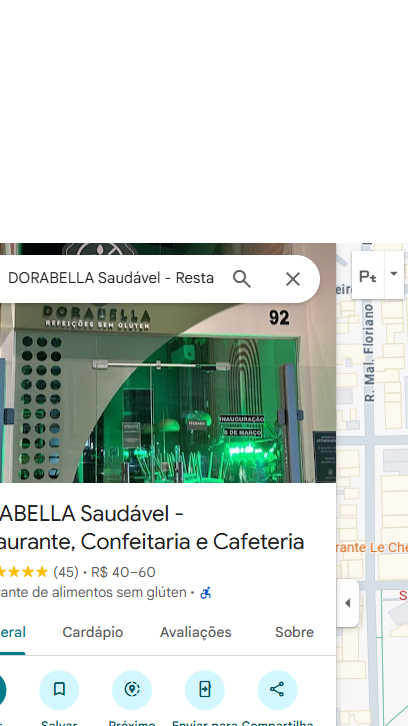 DORABELLA Saudável - Resta
DORABELLA
REFEIÇÕES SEM GLÚTEN
92
INAUGURAÇÃO
DE MARÇO
ABELLA Saudável -
aurante, Confeitaria e Cafeteria
(45) • R$ 40–60
rante de alimentos sem glúten •
eral
Cardápio
Avaliações
Sobre
Salvar
Próximo
Enviar para
Compartilha
Pt
R. Mal. Floriano
rante Le Che
S